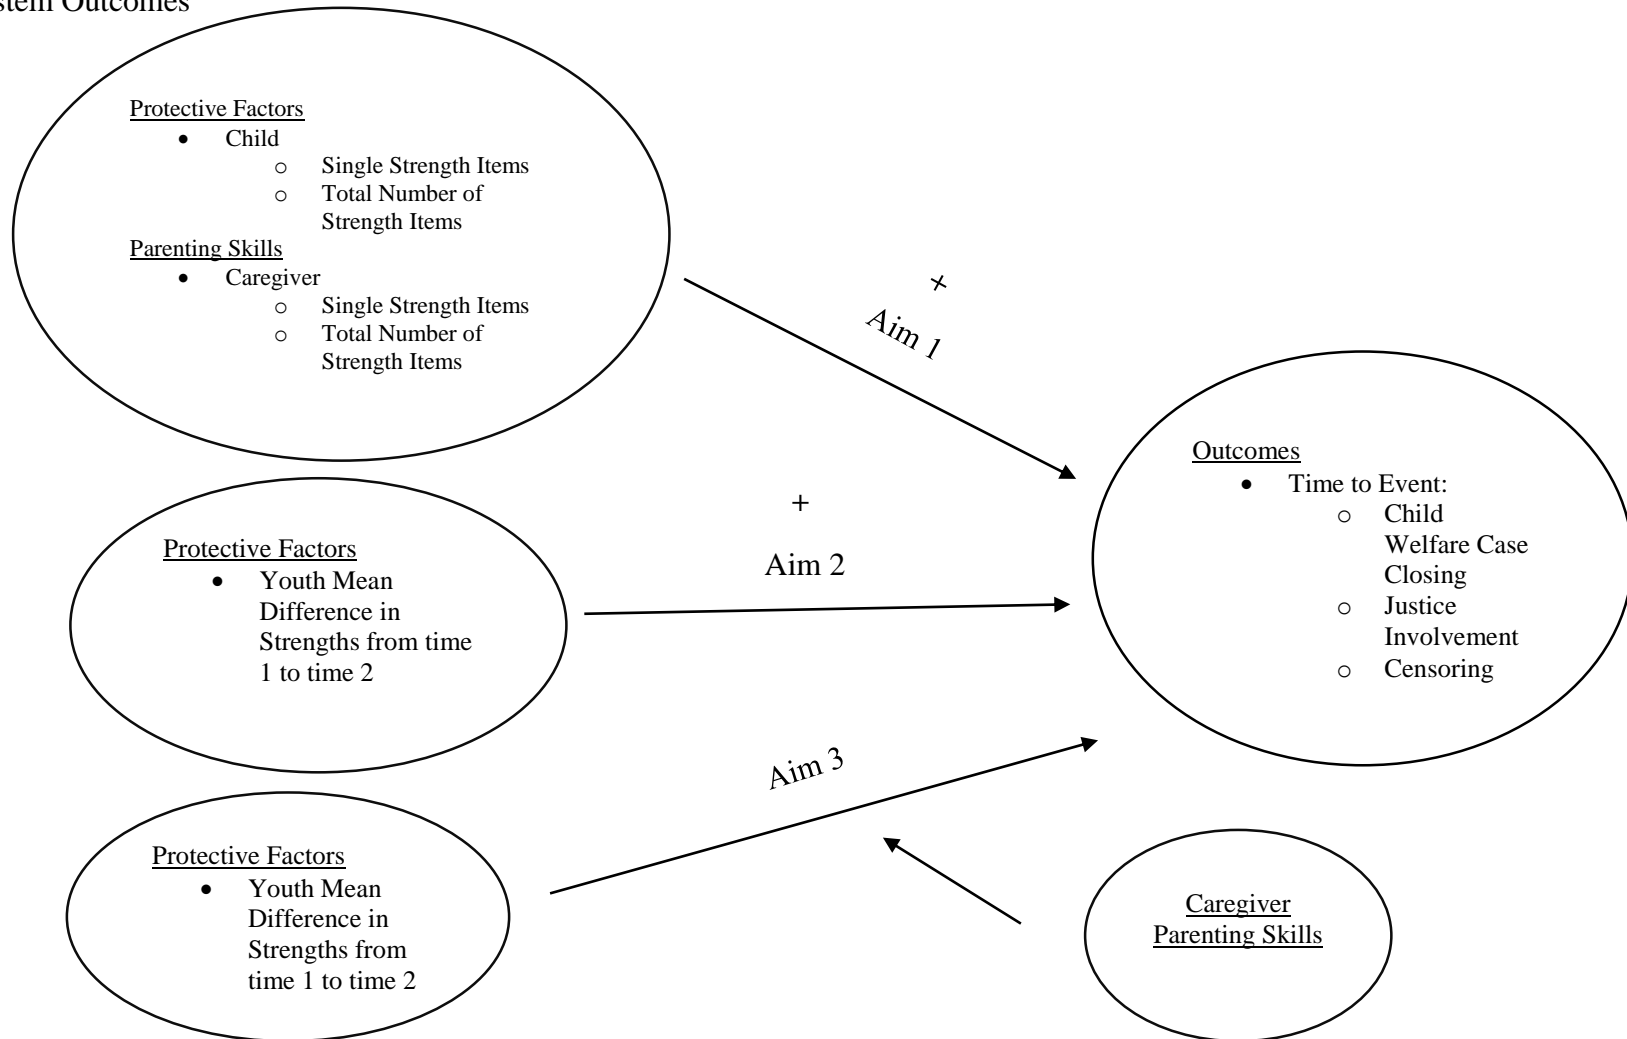 Outcomes
Protective Factors
• Child
o Single Strength Items
o Total Number of
Strength Items
Parenting Skills
• Caregiver
o Single Strength Items
o Total Number of
Strength Items
+
Aim 1
Outcomes
• Time to Event:
o Child
Welfare Case
Closing
o Justice
Involvement
o Censoring
+
Aim 2
Protective Factors
• Youth Mean
Difference in
Strengths from time
1 to time 2
Aim 3
Protective Factors
• Youth Mean
Difference in
Strengths from
time 1 to time 2
Caregiver
Parenting Skills